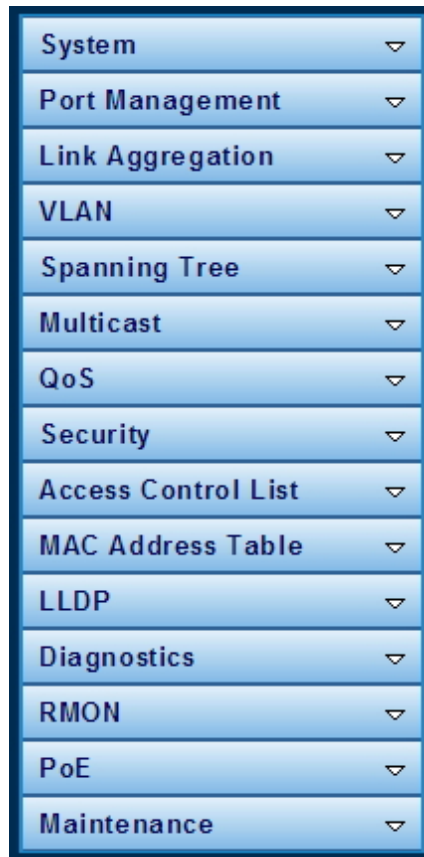 System
Port Management
Link Aggregation
VLAN
Spanning Tree
Multicast
QoS
Security
Access Control List
MAC Address Table
LLDP
Diagnostics
RMON
PoE
Maintenance